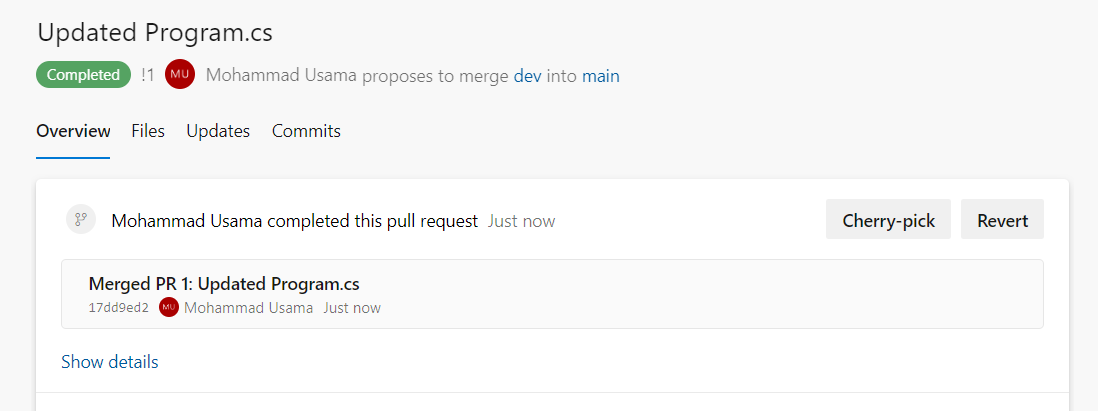 Updated Program.cs
Completed !1 MU Mohammad Usama proposes to merge dev into main
Overview Files Updates Commits
Mohammad Usama completed this pull request Just now Cherry-pick Revert
Merged PR 1: Updated Program.cs
17dd9ed2 MU Mohammad Usama Just now
Show details